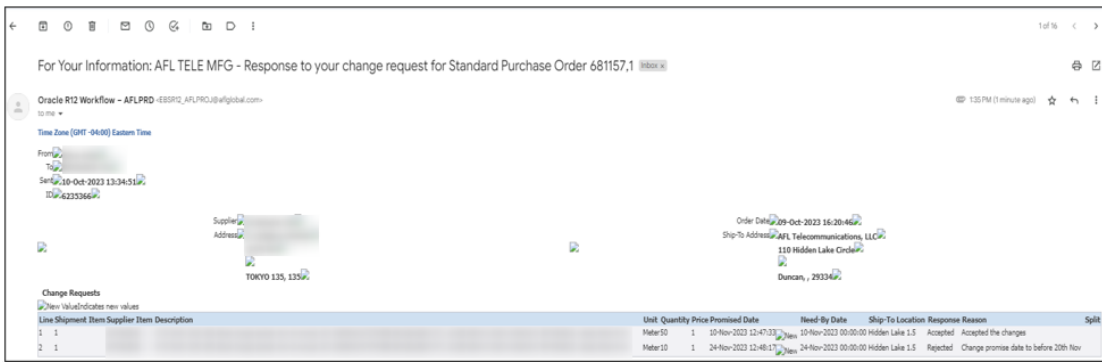 1 of 16
For Your Information: AFL TELE MFG - Response to your change request for Standard Purchase Order 681157,1 Inbox x
Oracle R12 Workflow – AFLPRD <EBSR12_AFLPROJ@aflglobal.com> 1:35 PM (1 minute ago)
to me
Time Zone (GMT -04:00) Eastern Time
From
To
Sent 10-Oct-2023 13:34:51
ID 6235366
Supplier Order Date 09-Oct-2023 16:20:46
Address Ship-To Address AFL Telecommunications, LLC
110 Hidden Lake Circle
TOKYO 135, 135 Duncan, , 29334
Change Requests
New ValueIndicates new values
Line Shipment Item Supplier Item Description Unit Quantity Price Promised Date Need-By Date Ship-To Location Response Reason Split
1 1 Meter 50 1 10-Nov-2023 12:47:33 New 10-Nov-2023 00:00:00 Hidden Lake 1.5 Accepted Accepted the changes
2 1 Meter 10 1 24-Nov-2023 12:48:17 New 24-Nov-2023 00:00:00 Hidden Lake 1.5 Rejected Change promise date to before 20th Nov